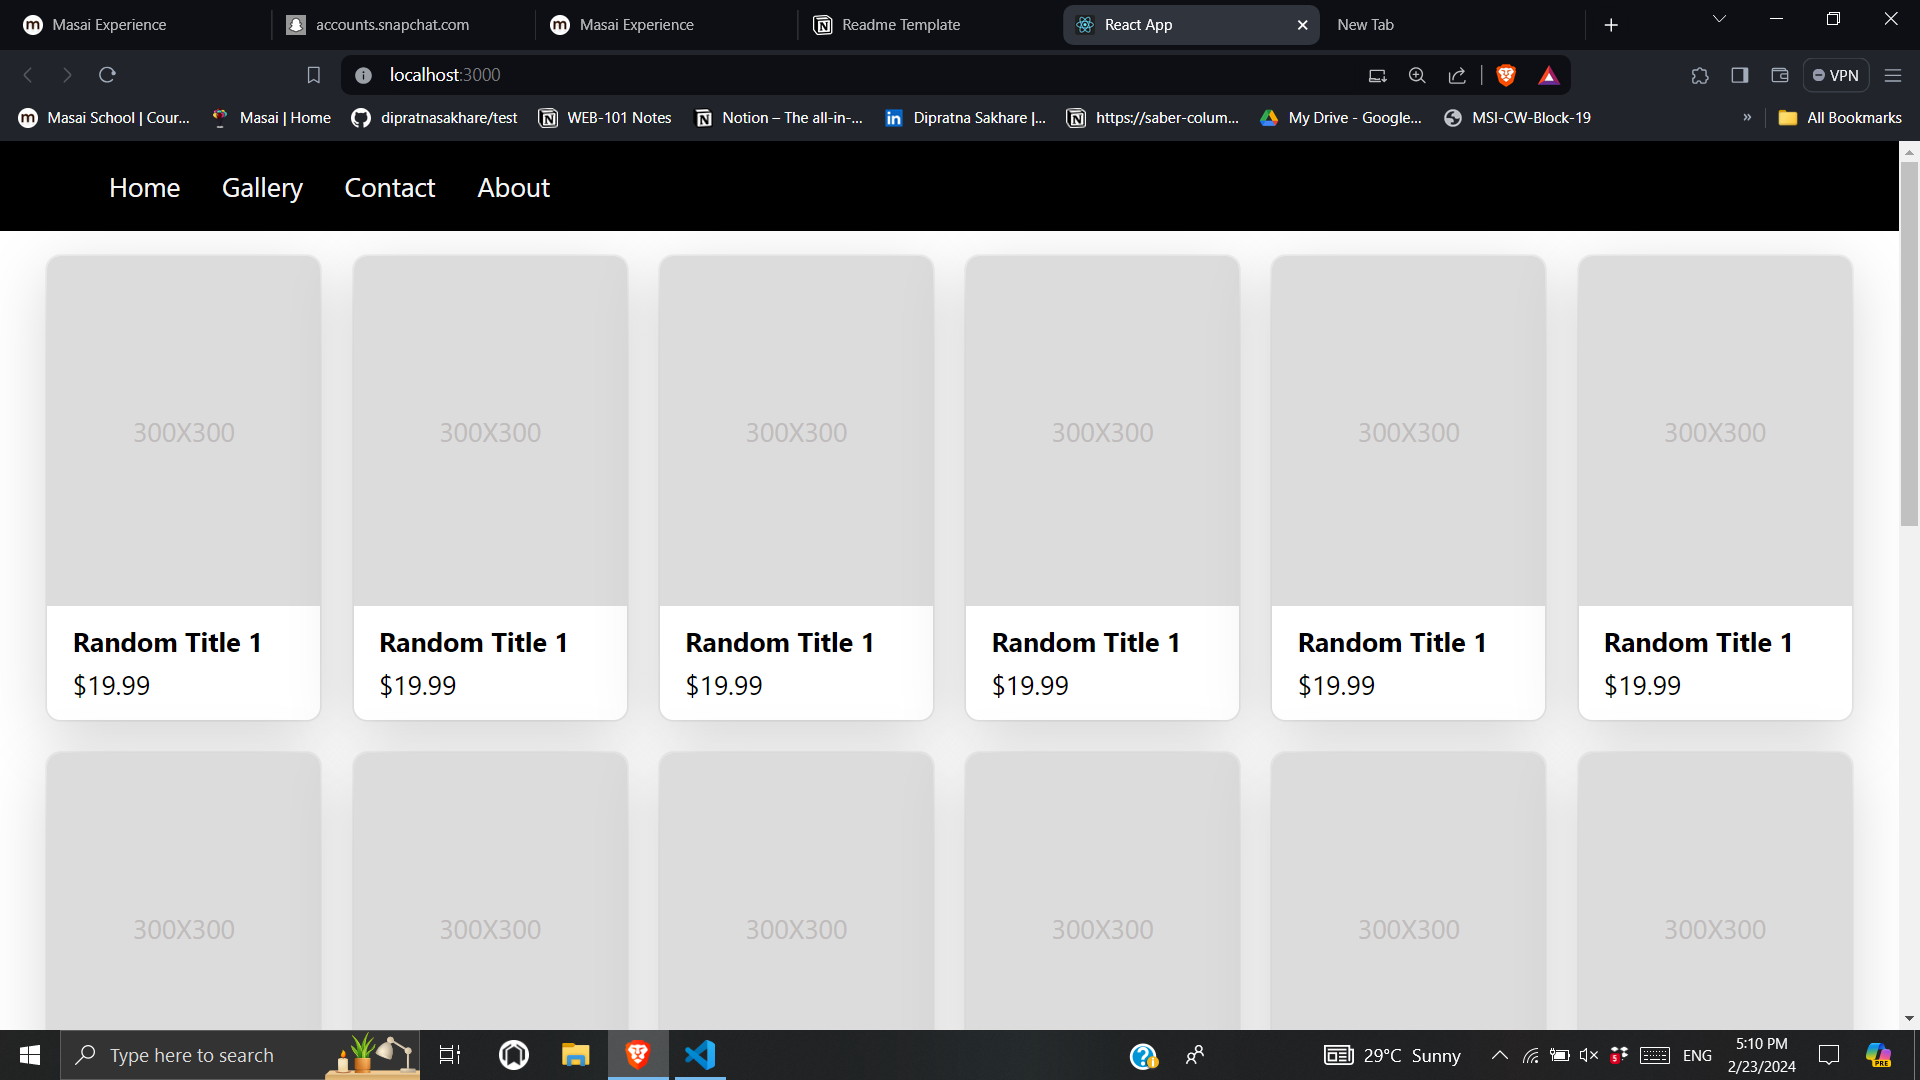 Masai Experience
accounts.snapchat.com
Masai Experience
Readme Template
React App
New Tab
localhost:3000
VPN
Masai School | Cour...
Masai | Home
dipratnasakhare/test
WEB-101 Notes
Notion – The all-in-...
Dipratna Sakhare |...
https://saber-colum...
My Drive - Google...
MSI-CW-Block-19
»
All Bookmarks
Home
Gallery
Contact
About
300X300
300X300
300X300
300X300
300X300
300X300
Random Title 1
$19.99
Random Title 1
$19.99
Random Title 1
$19.99
Random Title 1
$19.99
Random Title 1
$19.99
Random Title 1
$19.99
300X300
300X300
300X300
300X300
300X300
300X300
Type here to search
29°C Sunny
5
ENG
5:10 PM
2/23/2024
PRE